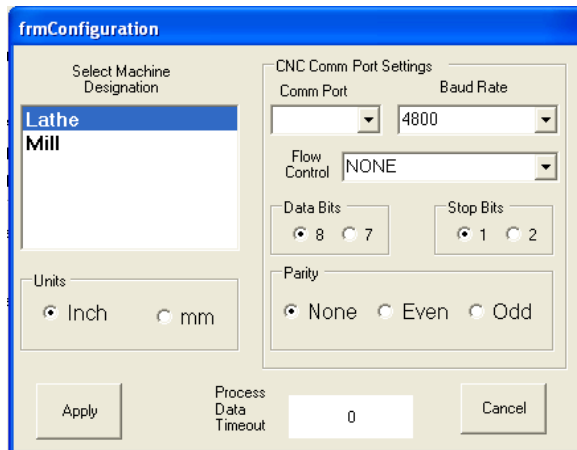 frmConfiguration
Select Machine
Designation
Lathe
Mill
CNC Comm Port Settings
Comm Port
Baud Rate
4800
Flow
Control
NONE
Data Bits
8 7
Stop Bits
1 2
Units
Inch mm
Parity
None Even Odd
Apply
Process
Data
Timeout
0
Cancel